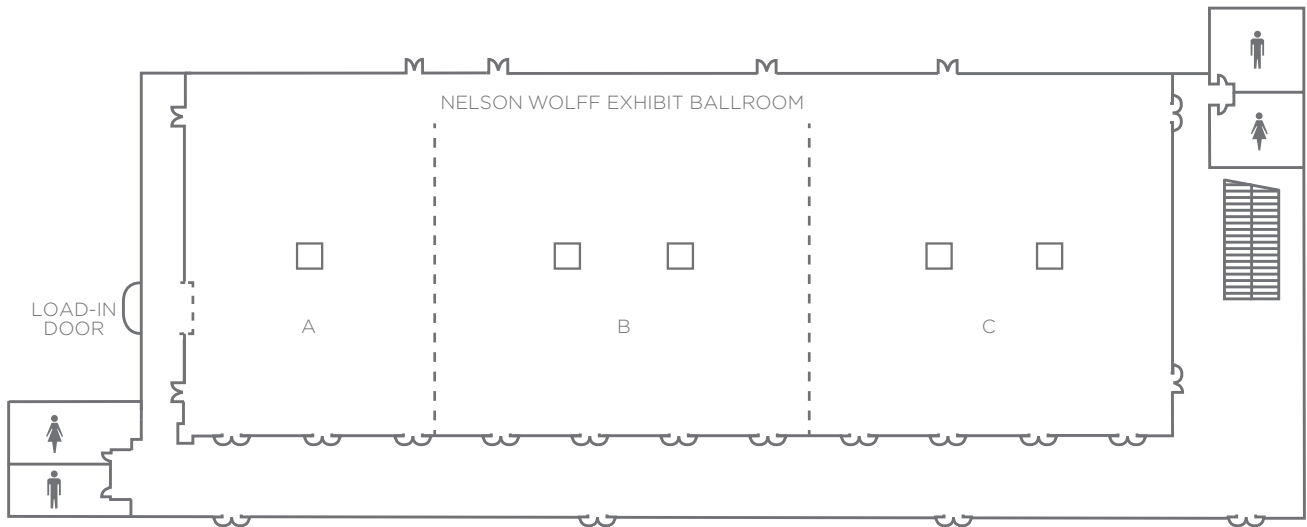 NELSON WOLFF EXHIBIT BALLROOM
LOAD-IN
DOOR
A
B
C